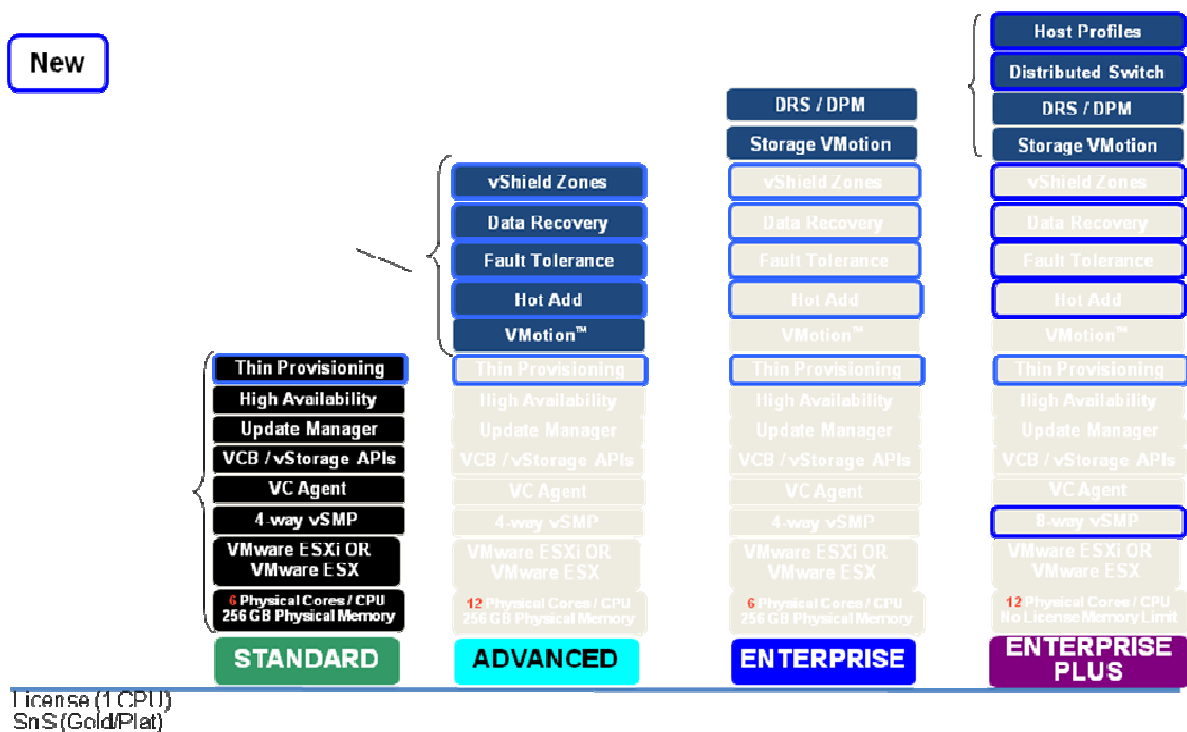 New
Thin Provisioning
High Availability
Update Manager
VCB / vStorage APIs
VC Agent
4-way vSMP
VMware ESXi OR
VMware ESX
6 Physical Cores / CPU
256 GB Physical Memory
STANDARD
vShield Zones
Data Recovery
Fault Tolerance
Hot Add
VMotion™
Thin Provisioning
High Availability
Update Manager
VCB / vStorage APIs
VC Agent
4-way vSMP
VMware ESXi OR
VMware ESX
12 Physical Cores / CPU
256 GB Physical Memory
ADVANCED
DRS / DPM
Storage VMotion
vShield Zones
Data Recovery
Fault Tolerance
Hot Add
VMotion™
Thin Provisioning
High Availability
Update Manager
VCB / vStorage APIs
VC Agent
4-way vSMP
VMware ESXi OR
VMware ESX
6 Physical Cores / CPU
256 GB Physical Memory
ENTERPRISE
Host Profiles
Distributed Switch
DRS / DPM
Storage VMotion
vShield Zones
Data Recovery
Fault Tolerance
Hot Add
VMotion™
Thin Provisioning
High Availability
Update Manager
VCB / vStorage APIs
VC Agent
8-way vSMP
VMware ESXi OR
VMware ESX
12 Physical Cores / CPU
No License Memory Limit
ENTERPRISE
PLUS
License (1 CPU)
SnS (Gold/Plat)